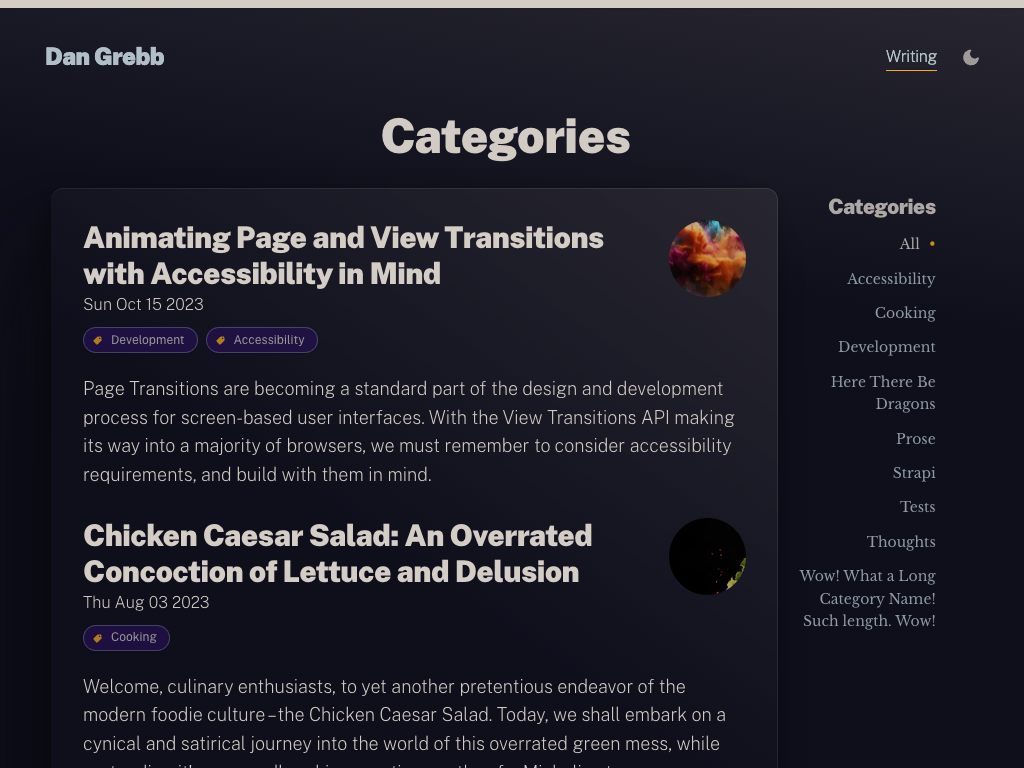 Dan Grebb
Writing
Categories
Animating Page and View Transitions
with Accessibility in Mind
Sun Oct 15 2023
Development
Accessibility
Page Transitions are becoming a standard part of the design and development
process for screen-based user interfaces. With the View Transitions API making
its way into a majority of browsers, we must remember to consider accessibility
requirements, and build with them in mind.
Chicken Caesar Salad: An Overrated
Concoction of Lettuce and Delusion
Thu Aug 03 2023
Cooking
Welcome, culinary enthusiasts, to yet another pretentious endeavor of the
modern foodie culture–the Chicken Caesar Salad. Today, we shall embark on a
cynical and satirical journey into the world of this overrated green mess, while
Categories
All •
Accessibility
Cooking
Development
Here There Be
Dragons
Prose
Strapi
Tests
Thoughts
Wow! What a Long
Category Name!
Such length. Wow!